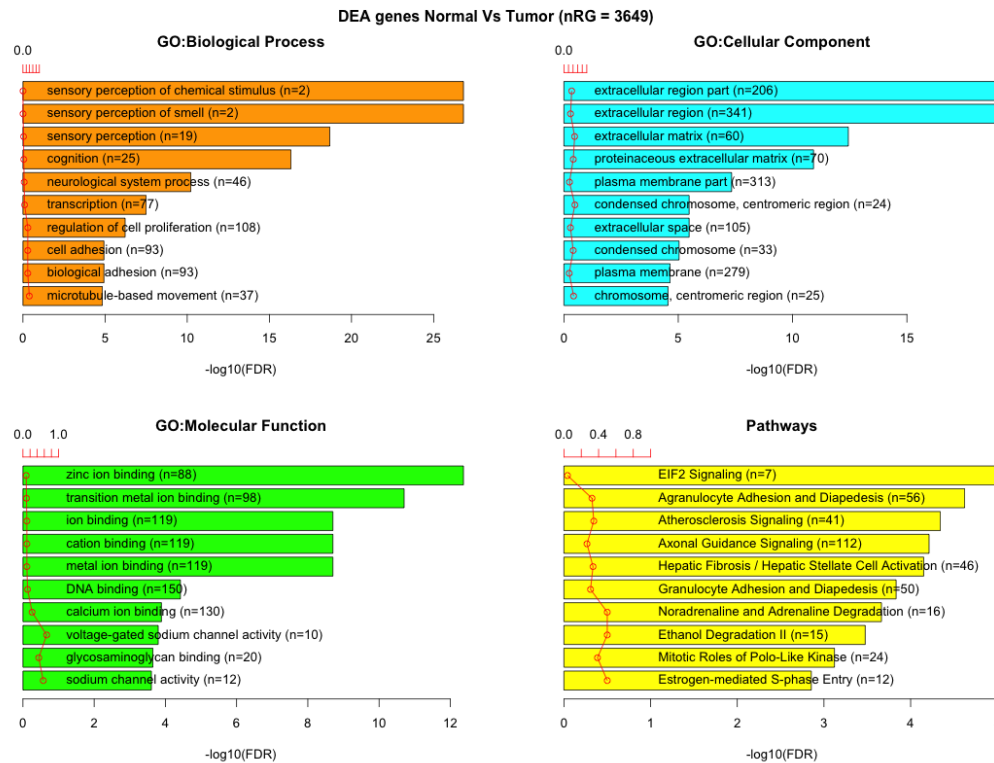 DEA genes Normal Vs Tumor (nRG = 3649)
GO:Biological Process
0.0
sensory perception of chemical stimulus (n=2)
sensory perception of smell (n=2)
sensory perception (n=19)
cognition (n=25)
neurological system process (n=46)
transcription (n=77)
regulation of cell proliferation (n=108)
cell adhesion (n=93)
biological adhesion (n=93)
microtubule-based movement (n=37)
0 5 10 15 20 25
-log10(FDR)
GO:Cellular Component
0.0
extracellular region part (n=206)
extracellular region (n=341)
extracellular matrix (n=60)
proteinaceous extracellular matrix (n=70)
plasma membrane part (n=313)
condensed chromosome, centromeric region (n=24)
extracellular space (n=105)
condensed chromosome (n=33)
plasma membrane (n=279)
chromosome, centromeric region (n=25)
0 5 10 15
-log10(FDR)
GO:Molecular Function
0.0 1.0
zinc ion binding (n=88)
transition metal ion binding (n=98)
ion binding (n=119)
cation binding (n=119)
metal ion binding (n=119)
DNA binding (n=150)
calcium ion binding (n=130)
voltage-gated sodium channel activity (n=10)
glycosaminoglycan binding (n=20)
sodium channel activity (n=12)
0 2 4 6 8 10 12
-log10(FDR)
Pathways
0.0 0.4 0.8
EIF2 Signaling (n=7)
Agranulocyte Adhesion and Diapedesis (n=56)
Atherosclerosis Signaling (n=41)
Axonal Guidance Signaling (n=112)
Hepatic Fibrosis / Hepatic Stellate Cell Activation (n=46)
Granulocyte Adhesion and Diapedesis (n=50)
Noradrenaline and Adrenaline Degradation (n=16)
Ethanol Degradation II (n=15)
Mitotic Roles of Polo-Like Kinase (n=24)
Estrogen-mediated S-phase Entry (n=12)
0 1 2 3 4
-log10(FDR)